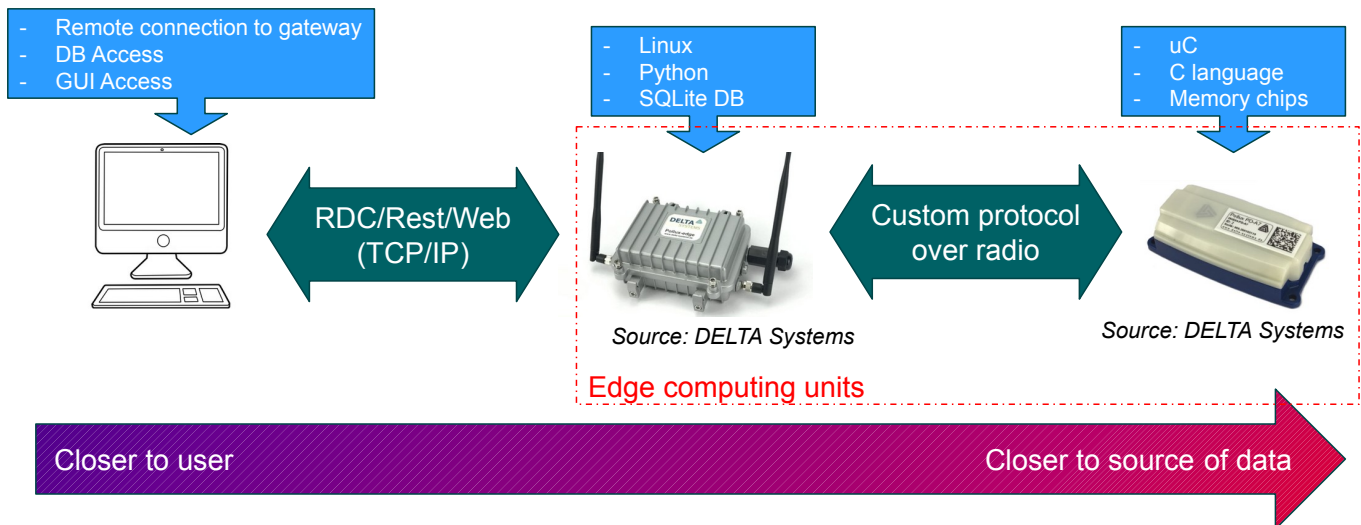 - Remote connection to gateway
- DB Access
- GUI Access
- Linux
- Python
- SQLite DB
- uC
- C language
- Memory chips
RDC/Rest/Web
(TCP/IP)
DELTA
Pollux-edge
Custom protocol
over radio
Source: DELTA Systems
Source: DELTA Systems
Edge computing units
Closer to user
Closer to source of data